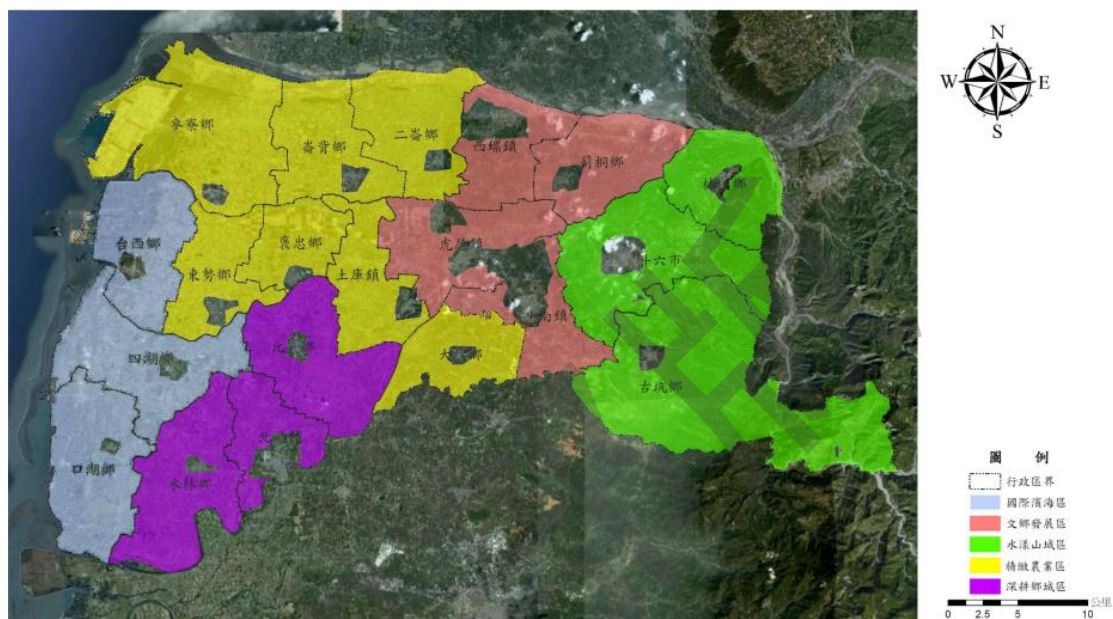 N
W E
S
麥寮鄉
崙背鄉
二崙鄉
西螺鎮
莿桐鄉
台西鄉
東勢鄉
褒忠鄉
土庫鎮
斗六市
四湖鄉
古坑鄉
口湖鄉
水林鄉
圖 例
行政區界
國際濱海區
文鄉發展區
水漾山城區
精緻農業區
深耕鄉城區
公里
0 2.5 5 10